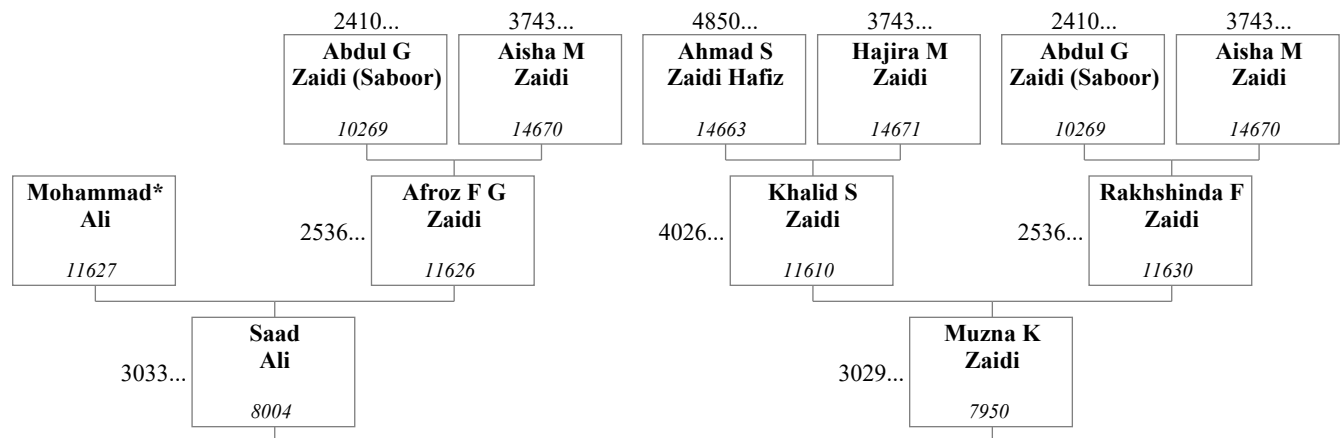 2410... 3743... 4850... 3743... 2410... 3743...
Abdul G
Zaidi (Saboor)
10269
Aisha M
Zaidi
14670
Ahmad S
Zaidi Hafiz
14663
Hajira M
Zaidi
14671
Abdul G
Zaidi (Saboor)
10269
Aisha M
Zaidi
14670
Mohammad*
Ali
11627
2536...
Afroz F G
Zaidi
11626
4026...
Khalid S
Zaidi
11610
2536...
Rakhshinda F
Zaidi
11630
3033...
Saad
Ali
8004
3029...
Muzna K
Zaidi
7950